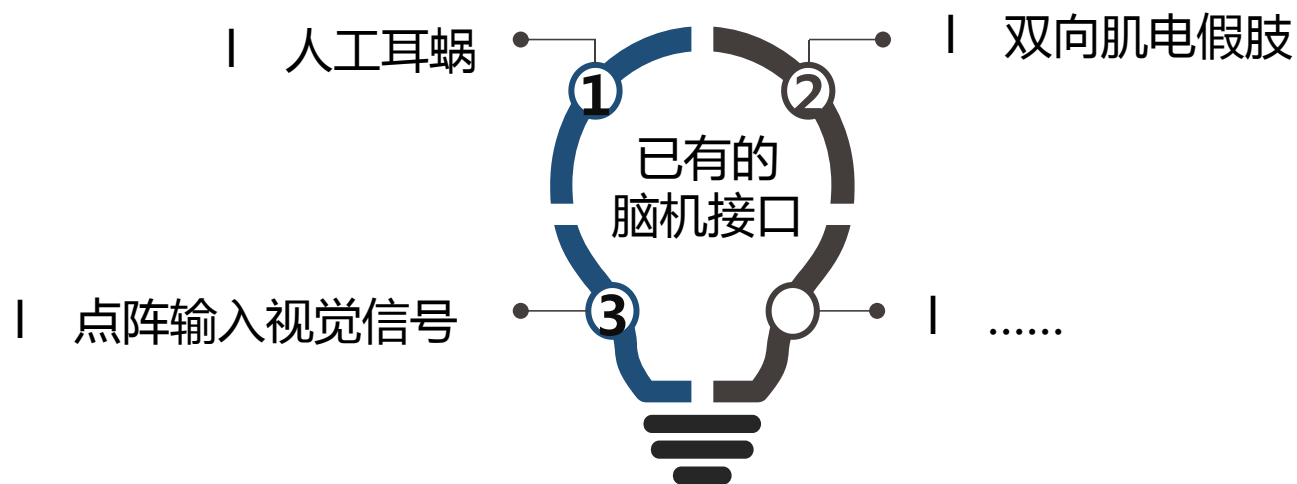 l 人工耳蜗
1
2
l 双向肌电假肢
已有的
脑机接口
l 点阵输入视觉信号
3
l ……